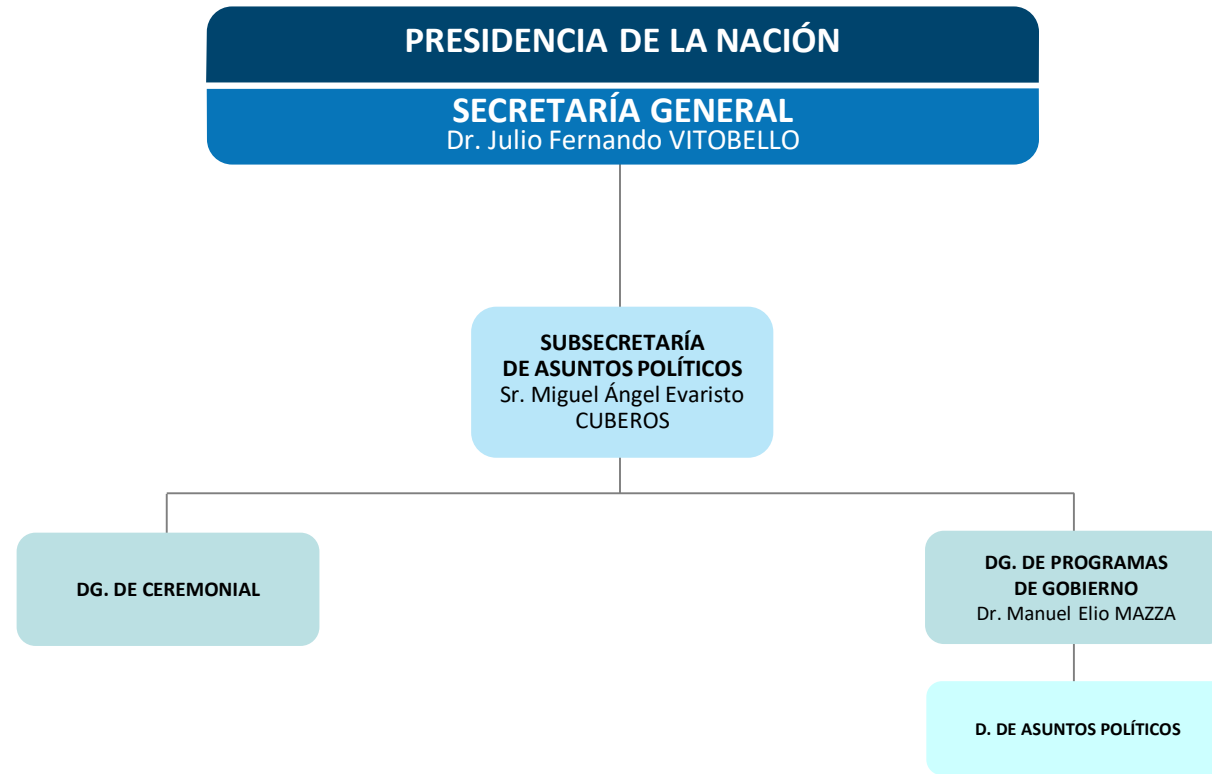 PRESIDENCIA DE LA NACIÓN
SECRETARÍA GENERAL
Dr. Julio Fernando VITOBELLO
SUBSECRETARÍA
DE ASUNTOS POLÍTICOS
Sr. Miguel Ángel Evaristo
CUBEROS
DG. DE CEREMONIAL
DG. DE PROGRAMAS
DE GOBIERNO
Dr. Manuel Elio MAZZA
D. DE ASUNTOS POLÍTICOS